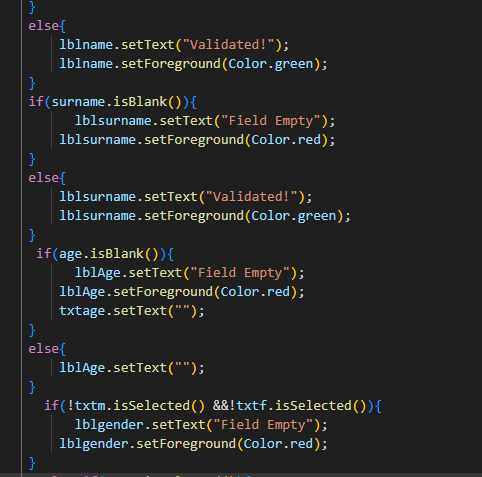 }
else{
    lblname.setText("Validated!");
    lblname.setForeground(Color.green);
}
if(surname.isBlank()){
      lblsurname.setText("Field Empty");
    lblsurname.setForeground(Color.red);
}
else{
    lblsurname.setText("Validated!");
    lblsurname.setForeground(Color.green);
}
 if(age.isBlank()){
      lblAge.setText("Field Empty");
    lblAge.setForeground(Color.red);
    txtage.setText("");
}
else{
    lblAge.setText("");
}
  if(!txtm.isSelected() &&!txtf.isSelected()){
      lblgender.setText("Field Empty");
    lblgender.setForeground(Color.red);
}